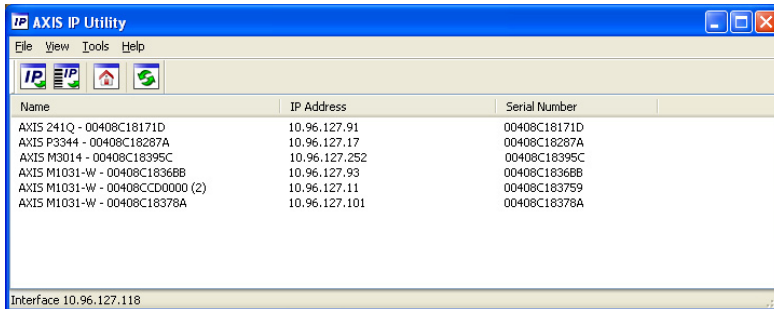 IP AXIS IP Utility
File View Tools Help
IP IP
Name IP Address Serial Number
AXIS 241Q - 00408C18171D 10.96.127.91 00408C18171D
AXIS P3344 - 00408C18287A 10.96.127.17 00408C18287A
AXIS M3014 - 00408C18395C 10.96.127.252 00408C18395C
AXIS M1031-W - 00408C1836BB 10.96.127.93 00408C1836BB
AXIS M1031-W - 00408CCD0000 (2) 10.96.127.11 00408C183759
AXIS M1031-W - 00408C18378A 10.96.127.101 00408C18378A
Interface 10.96.127.118